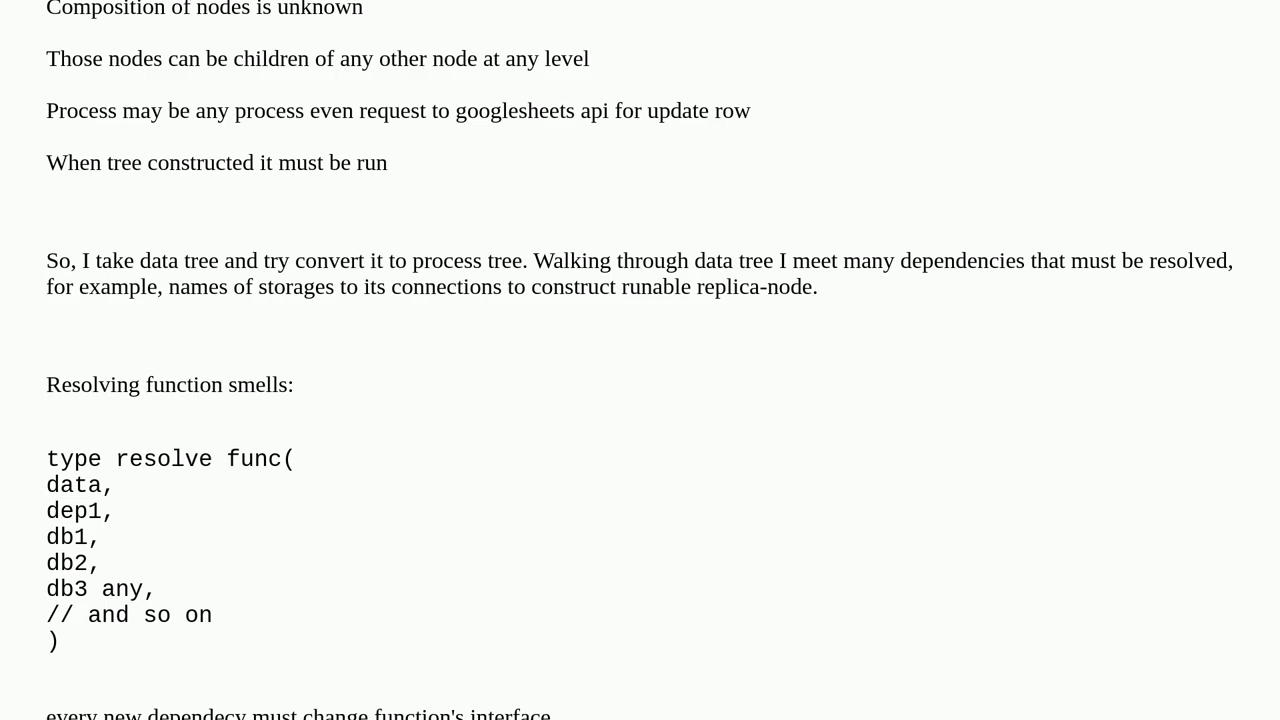 Composition of nodes is unknown
Those nodes can be children of any other node at any level
Process may be any process even request to googlesheets api for update row
When tree constructed it must be run
So, I take data tree and try convert it to process tree. Walking through data tree I meet many dependencies that must be resolved,
for example, names of storages to its connections to construct runable replica-node.
Resolving function smells:
type resolve func(
data,
dep1,
db1,
db2,
db3 any,
// and so on
)
every new dependecy must change function's interface